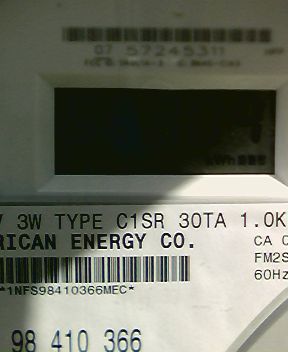 07 57245311
kWh
V 3W TYPE C1SR 30TA 1.0K
RICAN ENERGY CO.
CA 0
FM2S
60Hz
*1NFS98410366MEC*
98 410 366